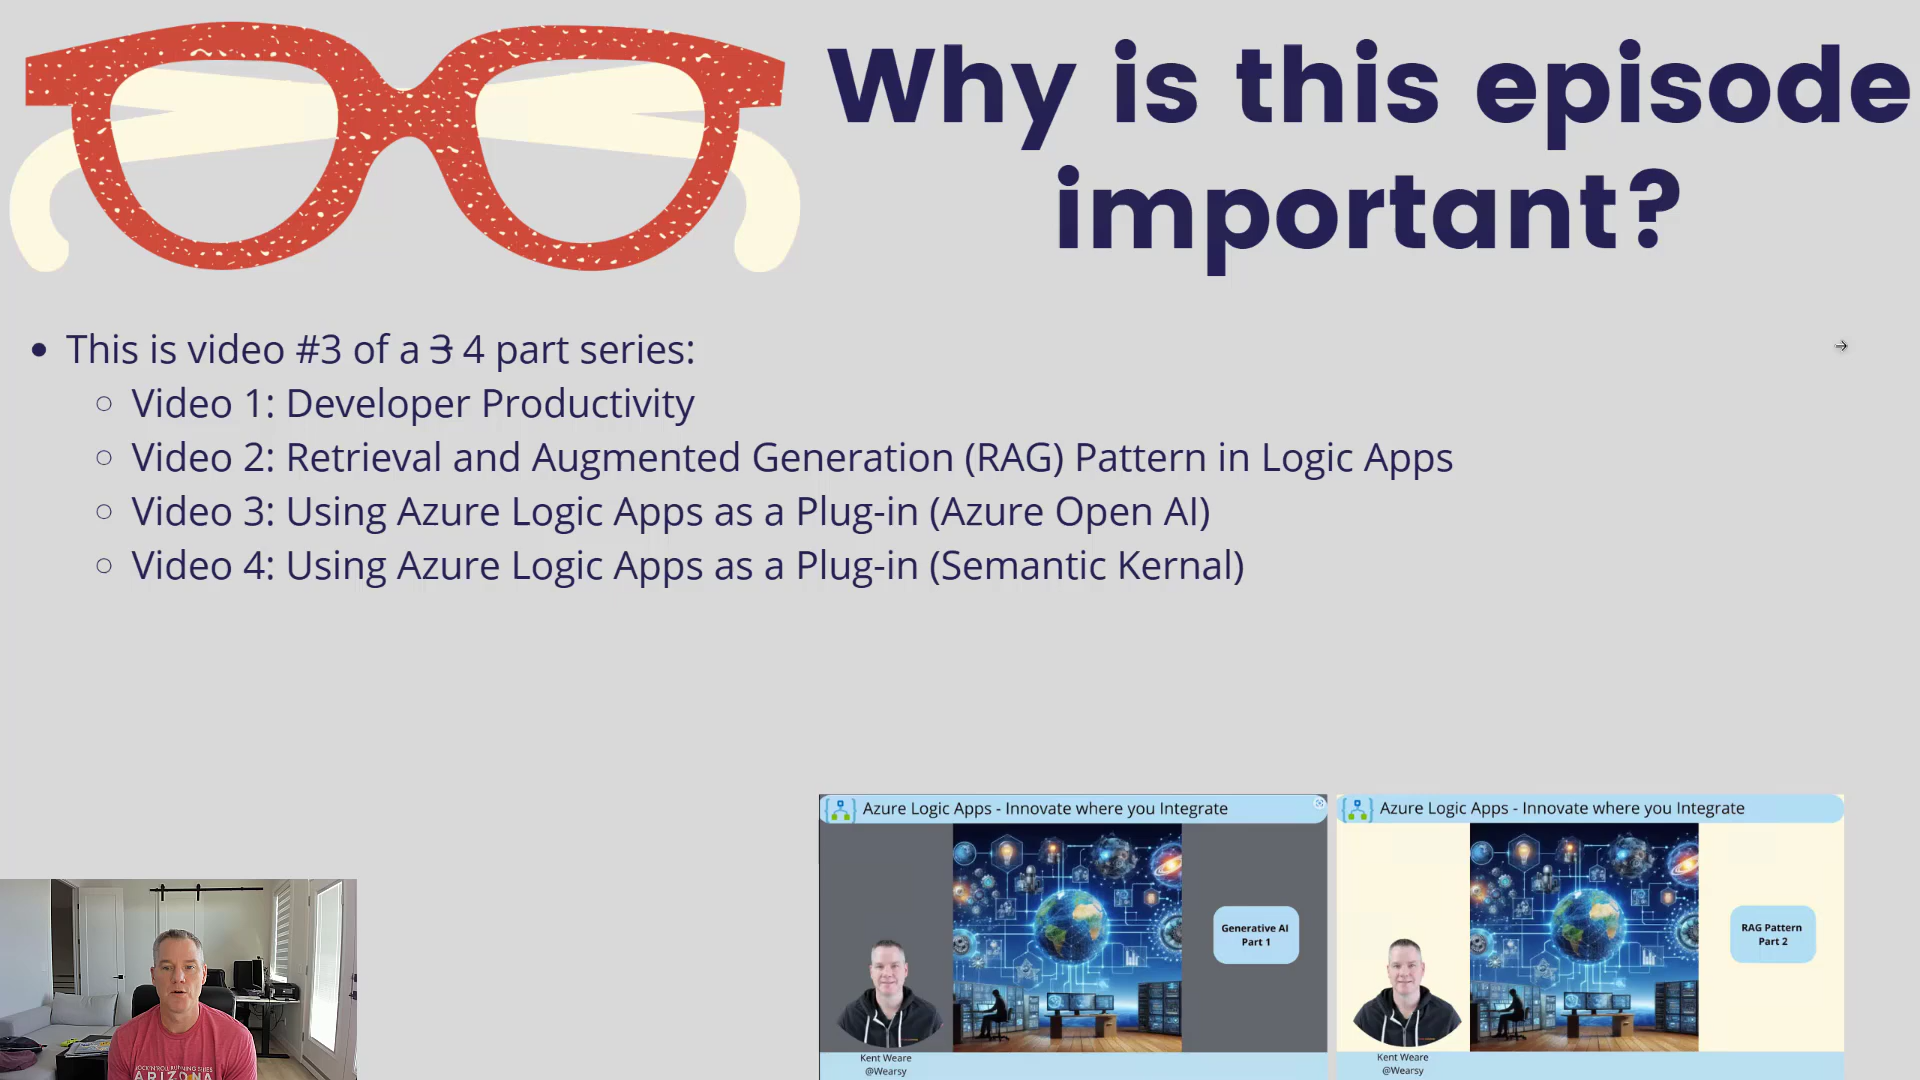 Why is this episode
important?
This is video #3 of a 3 4 part series:
Video 1: Developer Productivity
Video 2: Retrieval and Augmented Generation (RAG) Pattern in Logic Apps
Video 3: Using Azure Logic Apps as a Plug-in (Azure Open AI)
Video 4: Using Azure Logic Apps as a Plug-in (Semantic Kernal)
Azure Logic Apps - Innovate where you Integrate
Generative AI
Part 1
Kent Weare
@Wearsy
Azure Logic Apps - Innovate where you Integrate
RAG Pattern
Part 2
Kent Weare
@Wearsy
ARIZONA